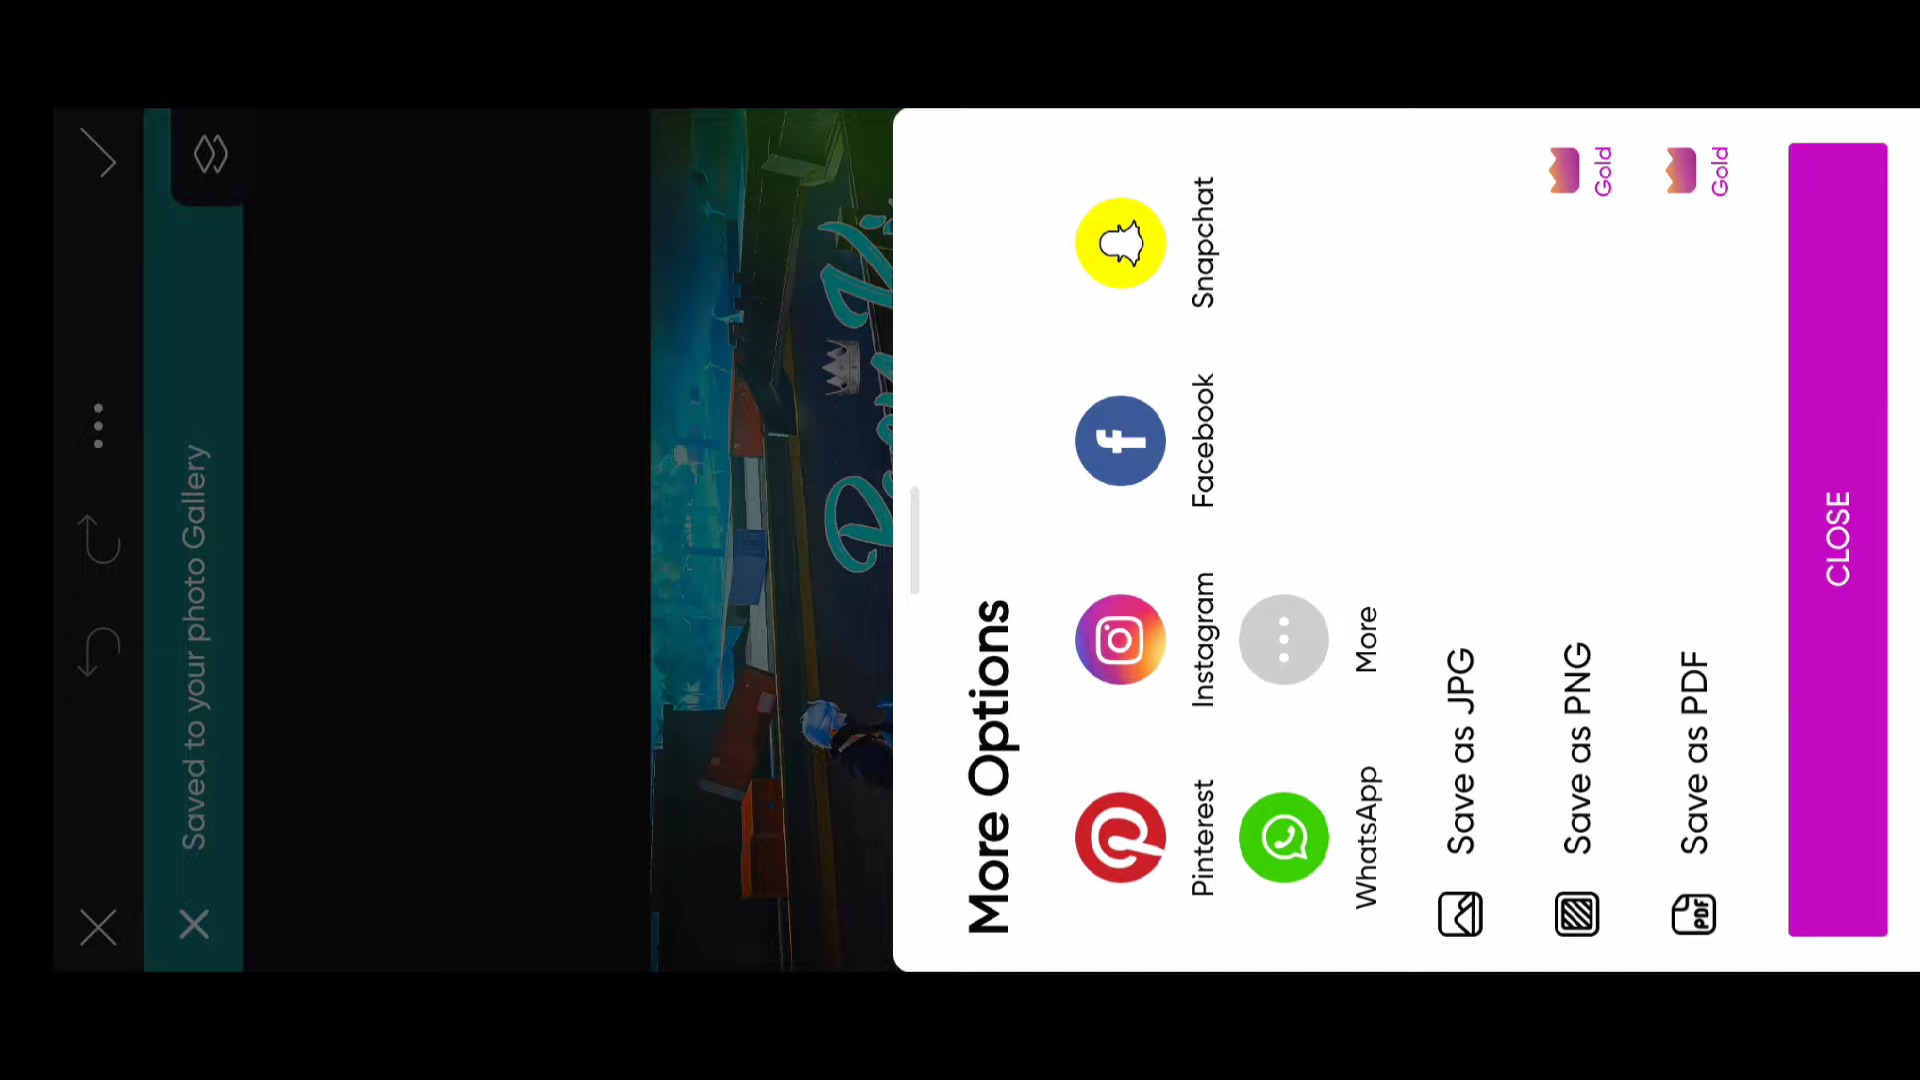 Saved to your photo Gallery
More Options
Pinterest
Instagram
Facebook
Snapchat
WhatsApp
More
Save as JPG
Save as PNG
Gold
Save as PDF
PDF
Gold
CLOSE